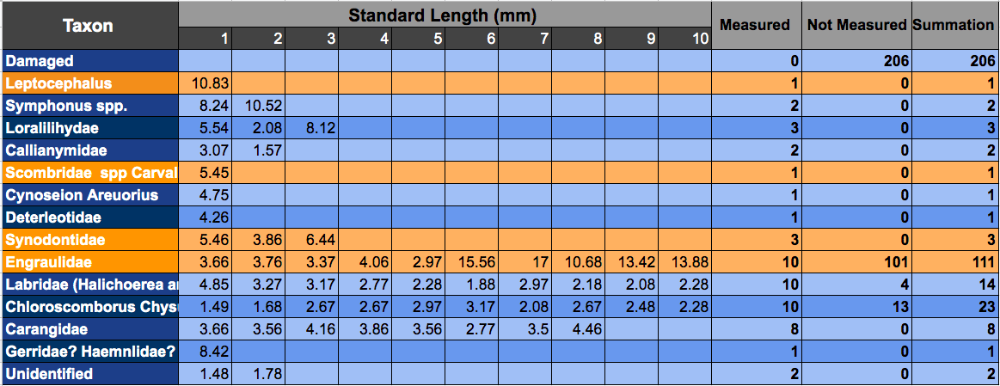 Taxon Standard Length (mm) Measured Not Measured Summation
1 2 3 4 5 6 7 8 9 10
Damaged 0 206 206
Leptocephalus 10.83 1 0 1
Symphonus spp. 8.24 10.52 2 0 2
Loralilihydae 5.54 2.08 8.12 3 0 3
Callianymidae 3.07 1.57 2 0 2
Scombridae spp Carval 5.45 1 0 1
Cynoseion Areuorius 4.75 1 0 1
Deterleotidae 4.26 1 0 1
Synodontidae 5.46 3.86 6.44 3 0 3
Engraulidae 3.66 3.76 3.37 4.06 2.97 15.56 17 10.68 13.42 13.88 10 101 111
Labridae (Halichoerea a 4.85 3.27 3.17 2.77 2.28 1.88 2.97 2.18 2.08 2.28 10 4 14
Chloroscomborus Chys 1.49 1.68 2.67 2.67 2.97 3.17 2.08 2.67 2.48 2.28 10 13 23
Carangidae 3.66 3.56 4.16 3.86 3.56 2.77 3.5 4.46 8 0 8
Gerridae? Haemnlidae? 8.42 1 0 1
Unidentified 1.48 1.78 2 0 2